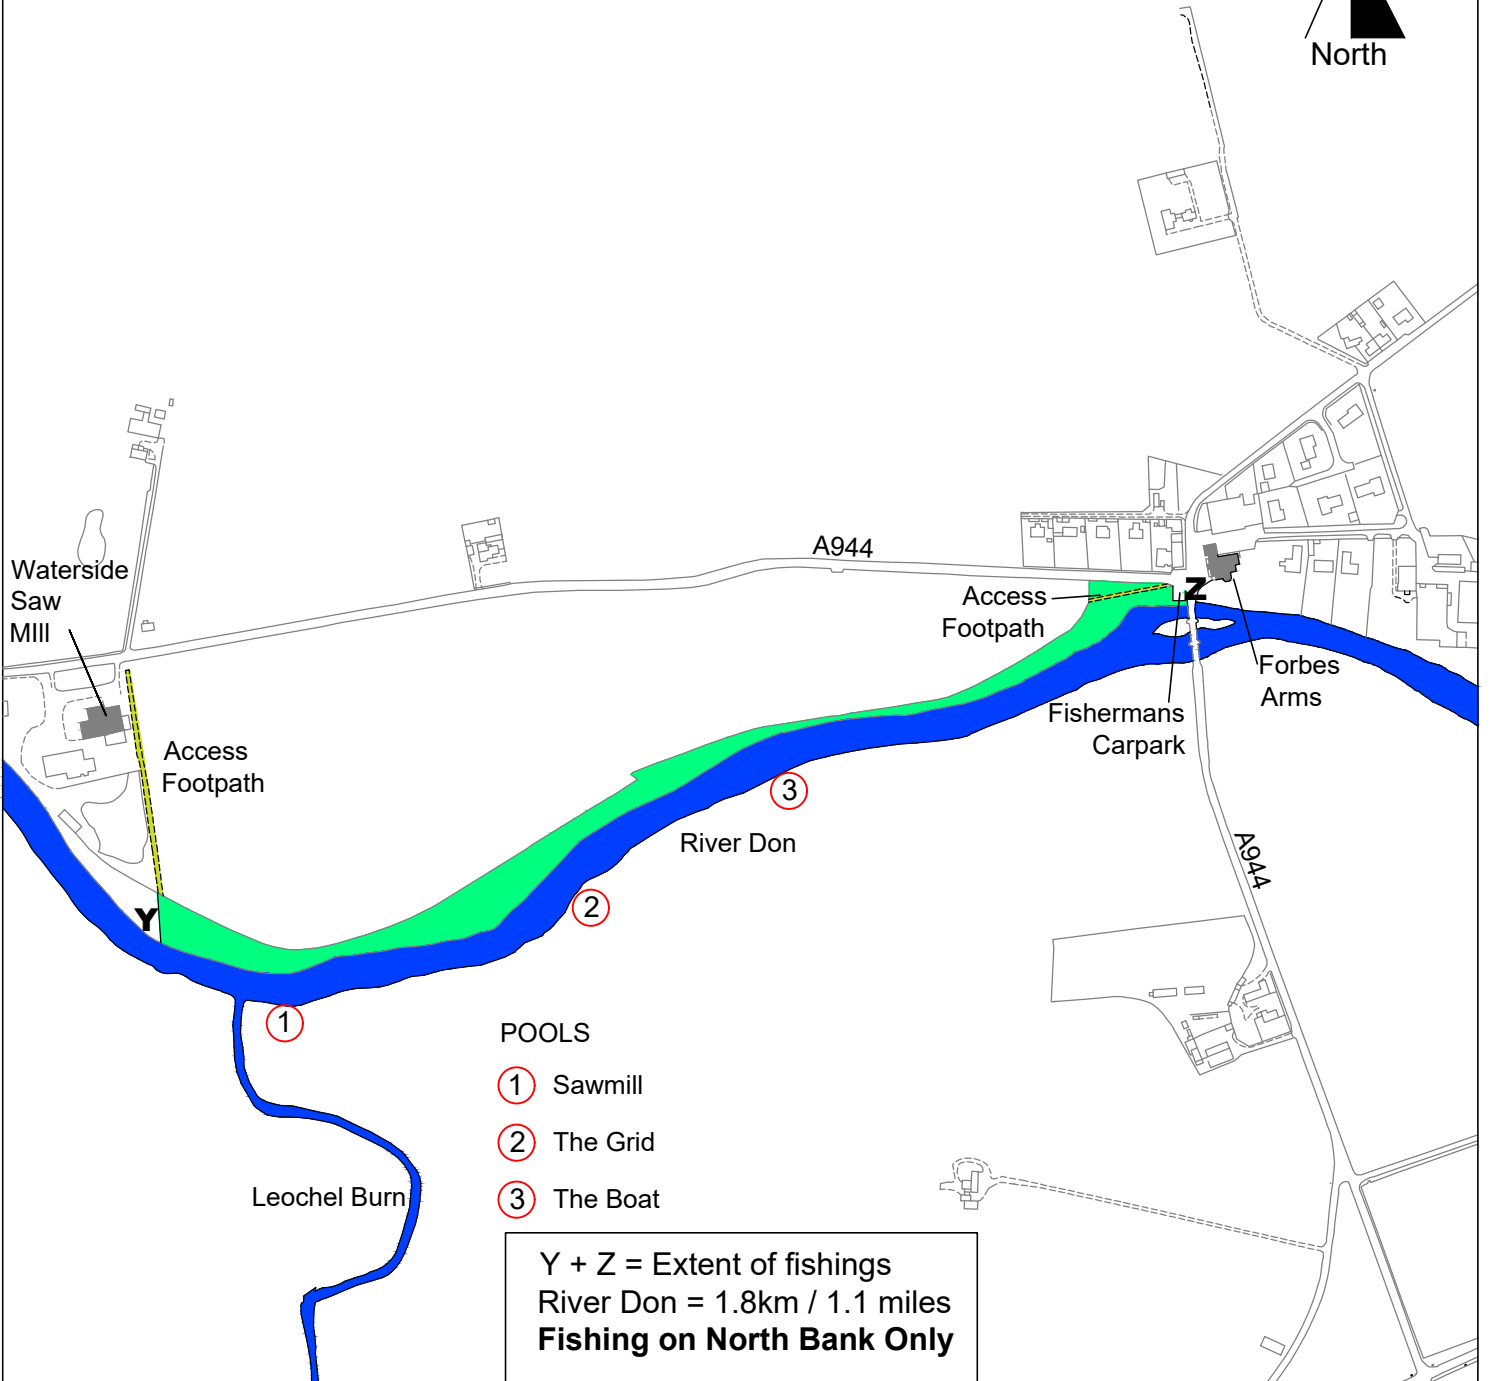 North
A944
Waterside
Saw
MIll
Access
Footpath
Z
Forbes
Arms
Fishermans
Carpark
Access
Footpath
3
River Don
A944
2
Y
1
POOLS
1 Sawmill
2 The Grid
3 The Boat
Leochel Burn
Y + Z = Extent of fishings
River Don = 1.8km / 1.1 miles
Fishing on North Bank Only